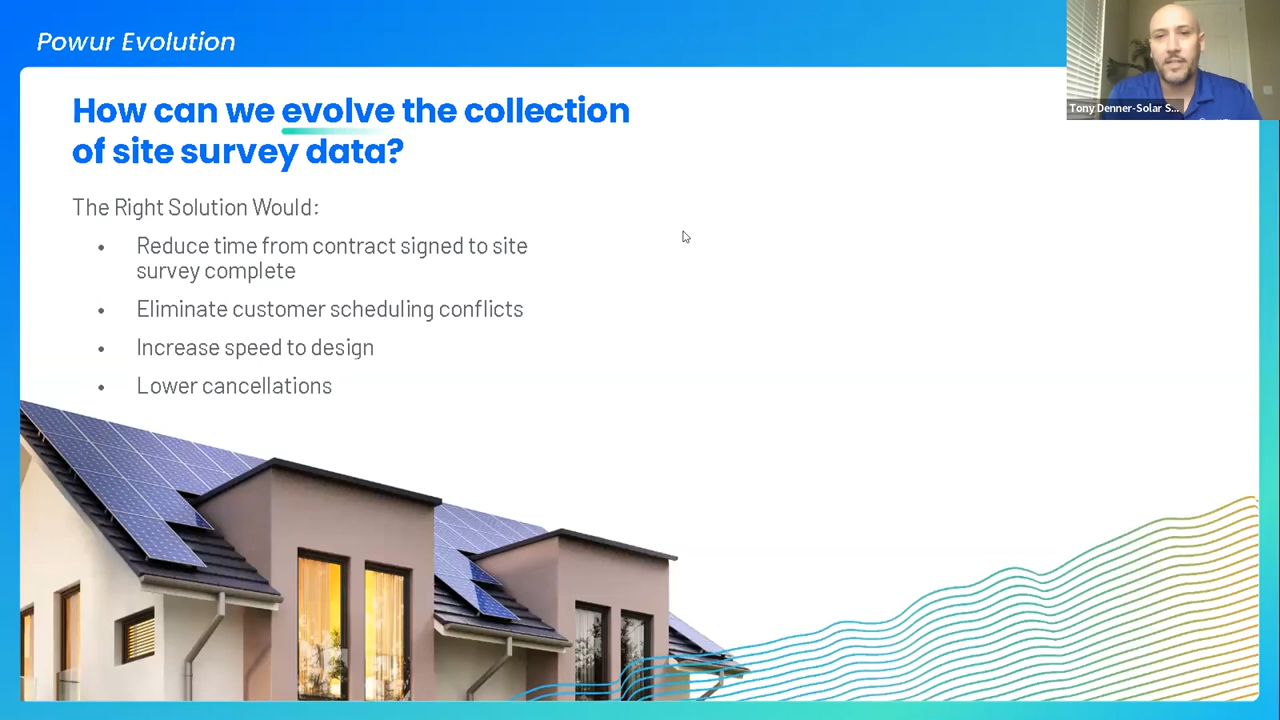 Powur Evolution
Tony Denner-Solar S...
How can we evolve the collection
of site survey data?
The Right Solution Would:
• Reduce time from contract signed to site
survey complete
• Eliminate customer scheduling conflicts
• Increase speed to design
• Lower cancellations